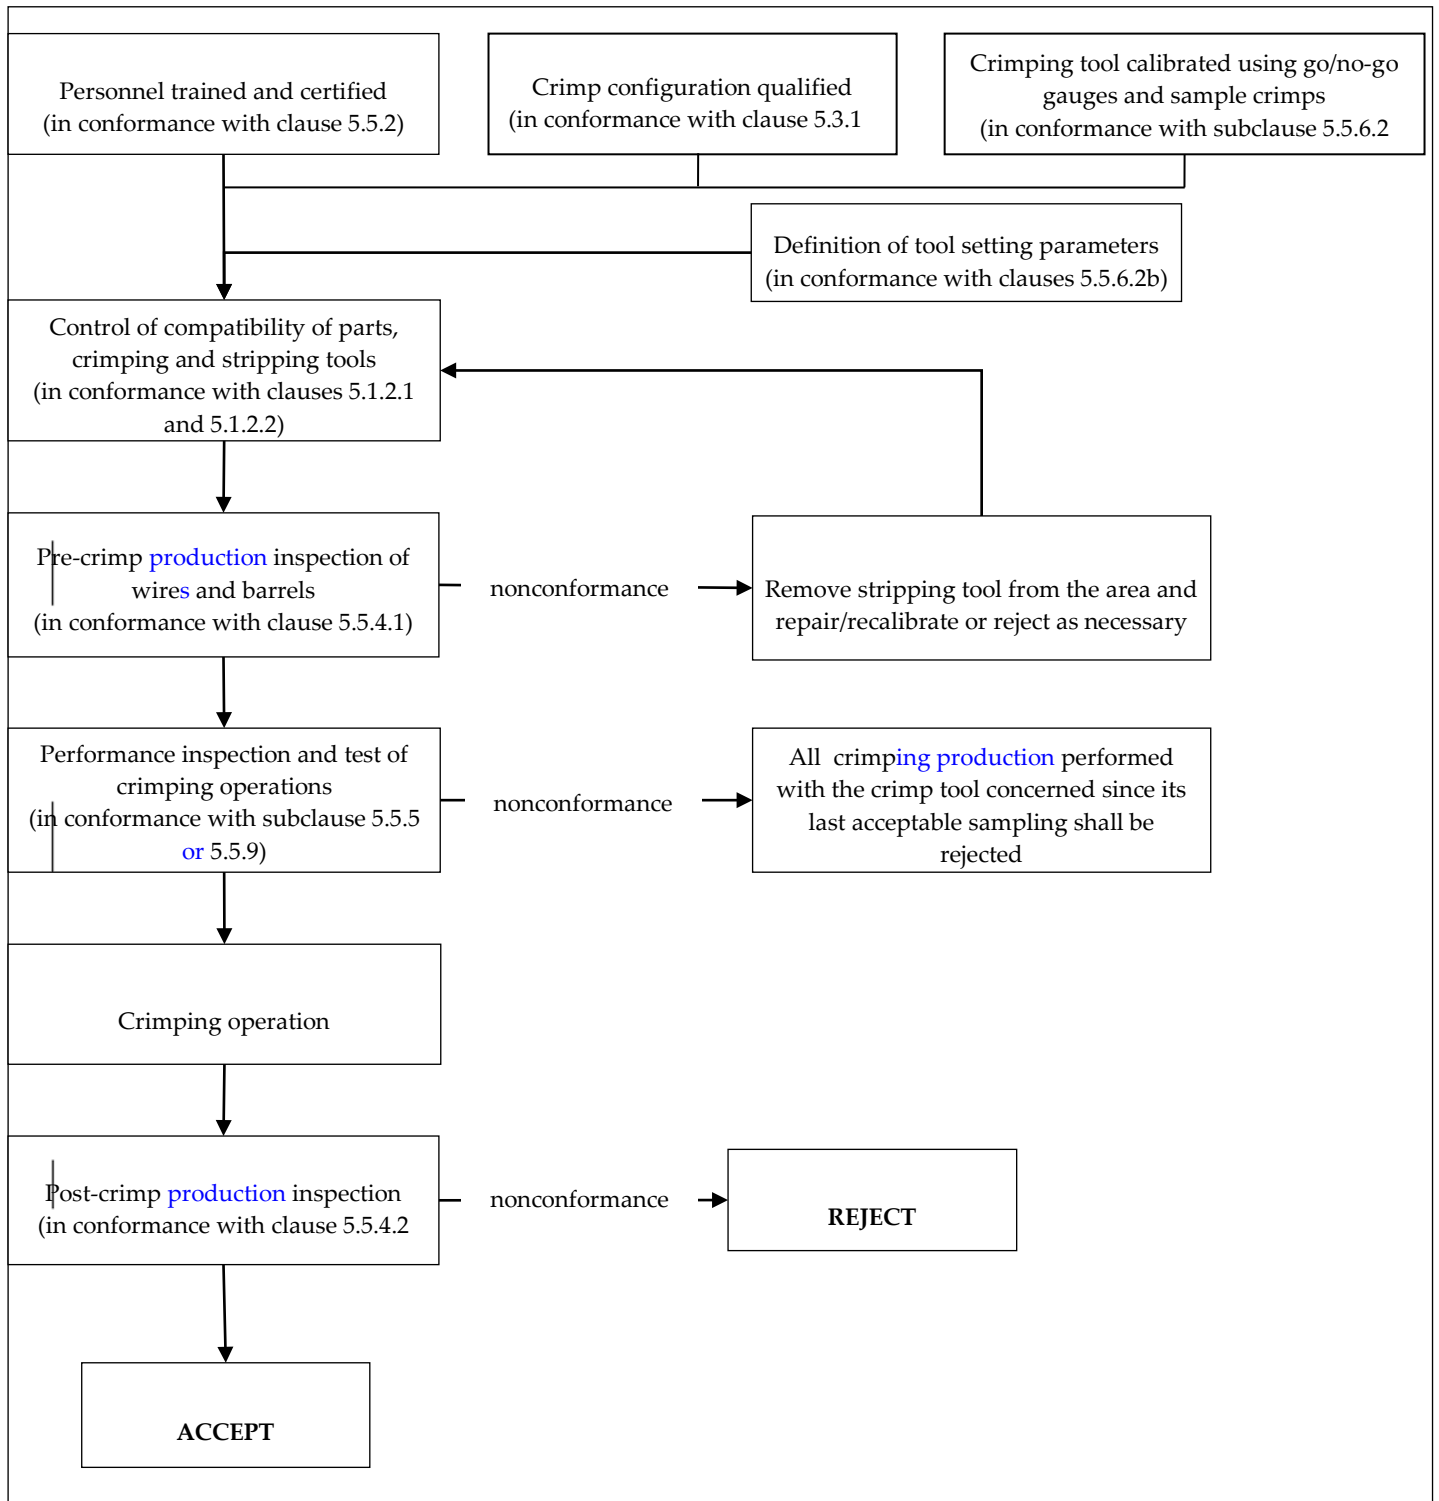 Personnel trained and certified
(in conformance with clause 5.5.2)
Crimp configuration qualified
(in conformance with clause 5.3.1
Crimping tool calibrated using go/no-go
gauges and sample crimps
(in conformance with subclause 5.5.6.2
Definition of tool setting parameters
(in conformance with clauses 5.5.6.2b)
Control of compatibility of parts,
crimping and stripping tools
(in conformance with clauses 5.1.2.1
and 5.1.2.2)
Pre-crimp production inspection of
wires and barrels
(in conformance with clause 5.5.4.1)
nonconformance
Remove stripping tool from the area and
repair/recalibrate or reject as necessary
Performance inspection and test of
crimping operations
(in conformance with subclause 5.5.5
or 5.5.9)
nonconformance
All  crimping production performed
with the crimp tool concerned since its
last acceptable sampling shall be
rejected
Crimping operation
Post-crimp production inspection
(in conformance with clause 5.5.4.2
nonconformance
REJECT
ACCEPT